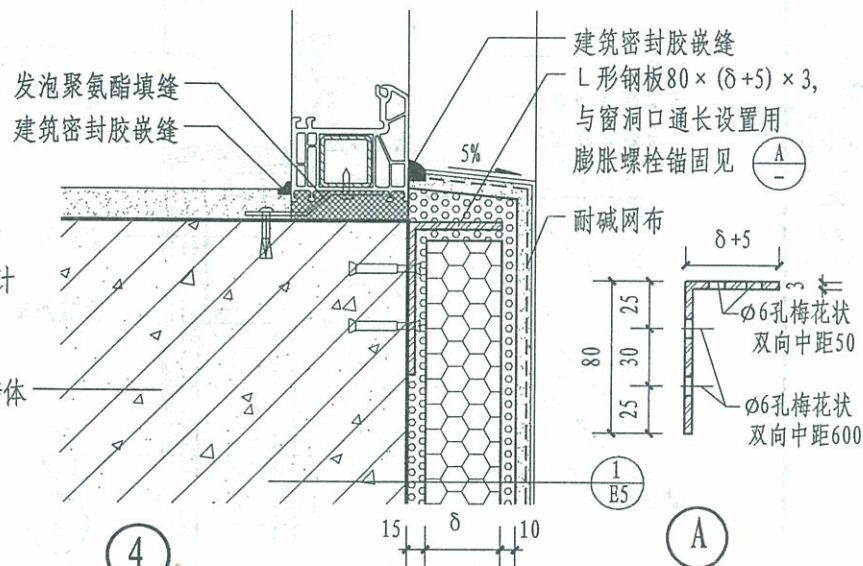 建筑密封胶嵌缝
L形钢板80×(δ+5)×3,
与窗洞口通长设置用
膨胀螺栓锚固见
A
-
发泡聚氨酯填缝
建筑密封胶嵌缝
5%
耐碱网布
计
体
δ+5
3
25
30
25
80
Ø6孔梅花状
双向中距50
Ø6孔梅花状
双向中距600
1
E5
15
δ
10
4
A